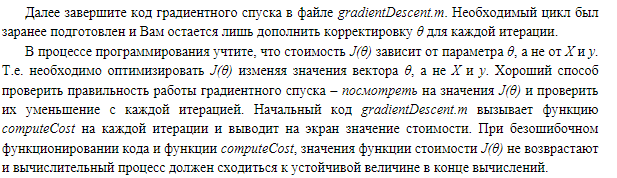 Далее завершите код градиентного спуска в файле gradientDescent.m. Необходимый цикл был
заранее подготовлен и Вам остается лишь дополнить корректировку θ для каждой итерации.
В процессе программирования учтите, что стоимость J(θ) зависит от параметра θ, а не от X и y.
Т.е. необходимо оптимизировать J(θ) изменяя значения вектора θ, а не X и y. Хороший способ
проверить правильность работы градиентного спуска – посмотреть на значения J(θ) и проверить
их уменьшение с каждой итерацией. Начальный код gradientDescent.m вызывает функцию
computeCost на каждой итерации и выводит на экран значение стоимости. При безошибочном
функционировании кода и функции computeCost, значения функции стоимости J(θ) не возврастают
и вычислительный процесс должен сходиться к устойчивой величине в конце вычислений.